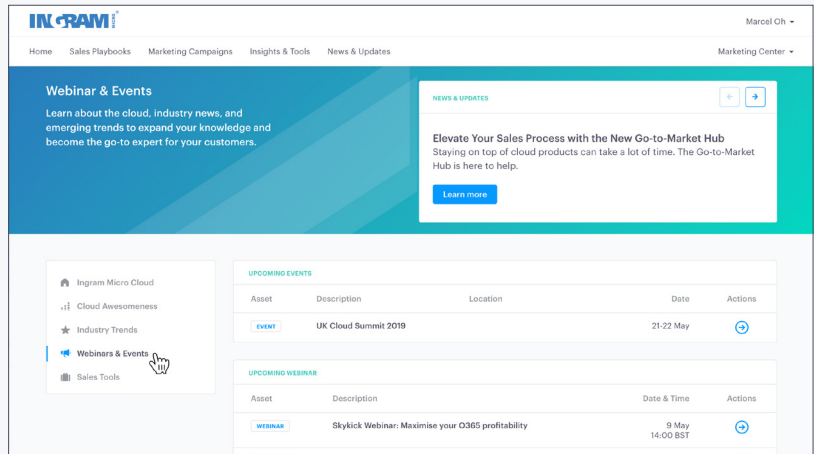 INGRAM MICRO®
Marcel Oh
Home Sales Playbooks Marketing Campaigns Insights & Tools News & Updates Marketing Center
Webinar & Events
Learn about the cloud, industry news, and
emerging trends to expand your knowledge and
become the go-to expert for your customers.
NEWS & UPDATES
Elevate Your Sales Process with the New Go-to-Market Hub
Staying on top of cloud products can take a lot of time. The Go-to-Market
Hub is here to help.
Learn more
Ingram Micro Cloud
Cloud Awesomeness
Industry Trends
Webinars & Events
Sales Tools
UPCOMING EVENTS
Asset Description Location Date Actions
EVENT UK Cloud Summit 2019 21-22 May
UPCOMING WEBINAR
Asset Description Date & Time Actions
WEBINAR Skykick Webinar: Maximise your O365 profitability 9 May
14:00 BST